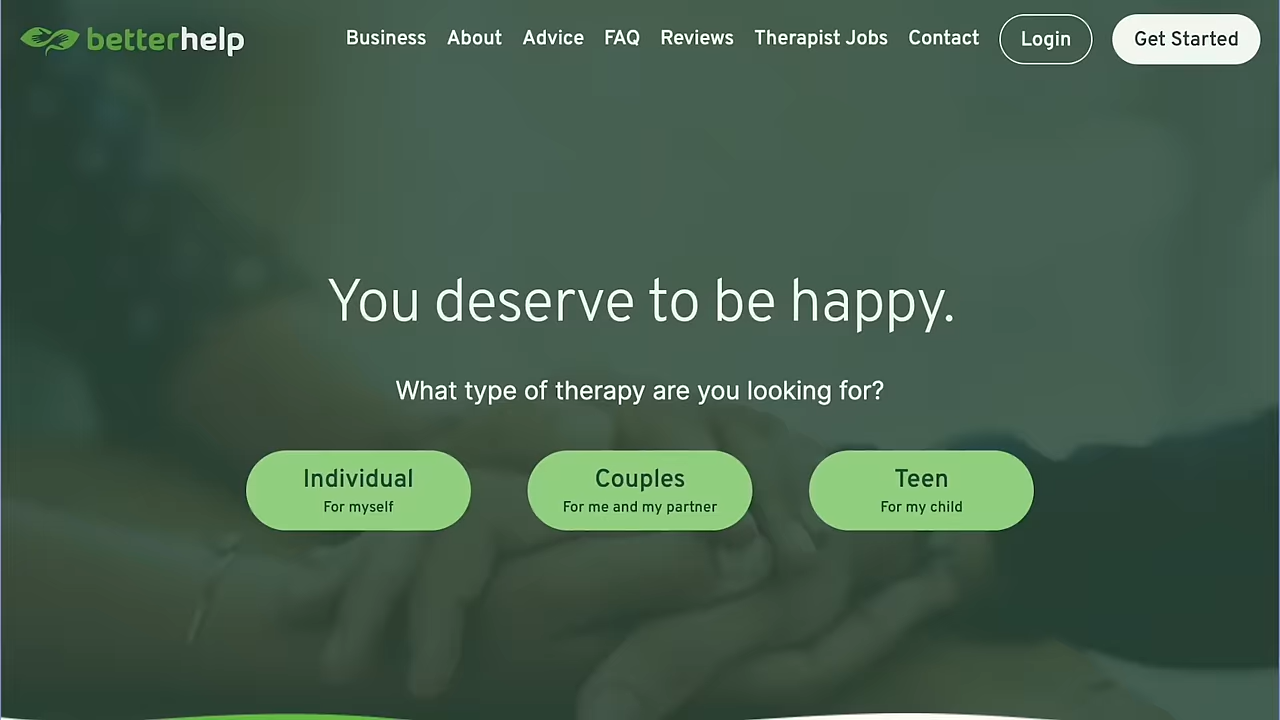 betterhelp Business About Advice FAQ Reviews Therapist Jobs Contact Login Get Started
You deserve to be happy.
What type of therapy are you looking for?
Individual
For myself
Couples
For me and my partner
Teen
For my child